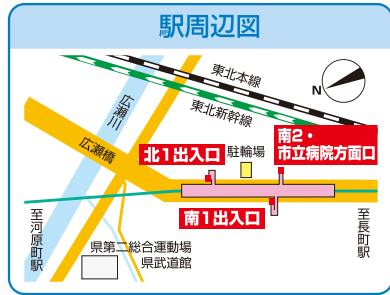 駅周辺図
東北本線
東北新幹線
N
広瀬川
広瀬橋
北1出入口
駐輪場
南2・
市立病院方面口
南1出入口
至河原町駅
至長町駅
県第二総合運動場
県武道館